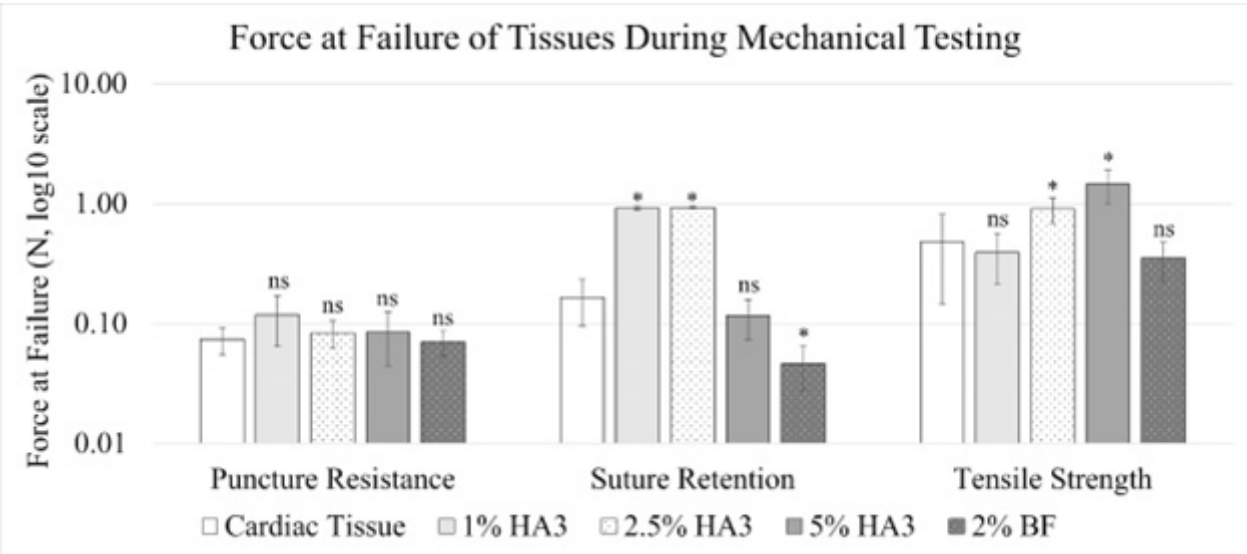 Force at Failure of Tissues During Mechanical Testing
Force at Failure (N, log10 scale)
10.00
1.00
0.10
0.01
ns
ns
ns
ns
*
*
ns
*
ns
*
*
ns
Puncture Resistance
Suture Retention
Tensile Strength
Cardiac Tissue
1% HA3
2.5% HA3
5% HA3
2% BF